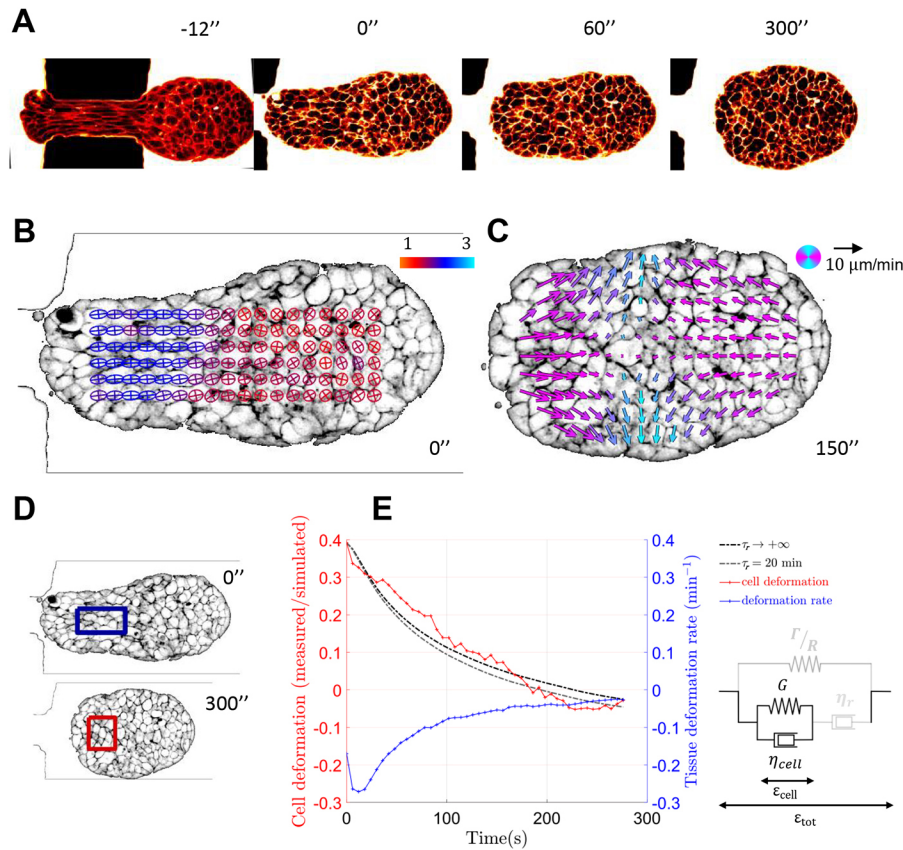 A
-12’’
0’’
60’’
300’’
B
1
3
0’’
C
10 µm/min
150’’
D
0’’
300’’
E
Cell deformation (measured/simulated)
0.4
0.3
0.2
0.1
0
-0.1
-0.2
-0.3
0
100
200
300
Time(s)
0.4
0.3
0.2
0.1
0
-0.1
-0.2
-0.3
Tissue deformation rate (min⁻¹)
τᵣ → +∞
τᵣ = 20 min
cell deformation
deformation rate
Γ/R
G
ηᵣ
η_cell
ε_cell
ε_tot